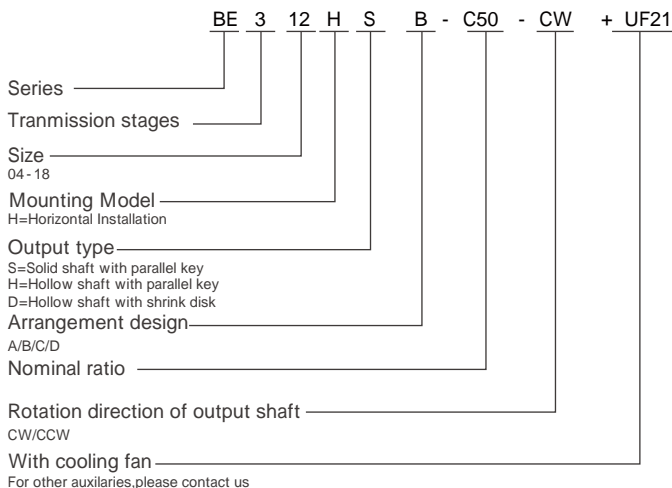 BE 3 12 H S B - C50 - CW + UF21
Series
Tranmission stages
Size
04-18
Mounting Model
H=Horizontal Installation
Output type
S=Solid shaft with parallel key
H=Hollow shaft with parallel key
D=Hollow shaft with shrink disk
Arrangement design
A/B/C/D
Nominal ratio
Rotation direction of output shaft
CW/CCW
With cooling fan
For other auxilaries,please contact us